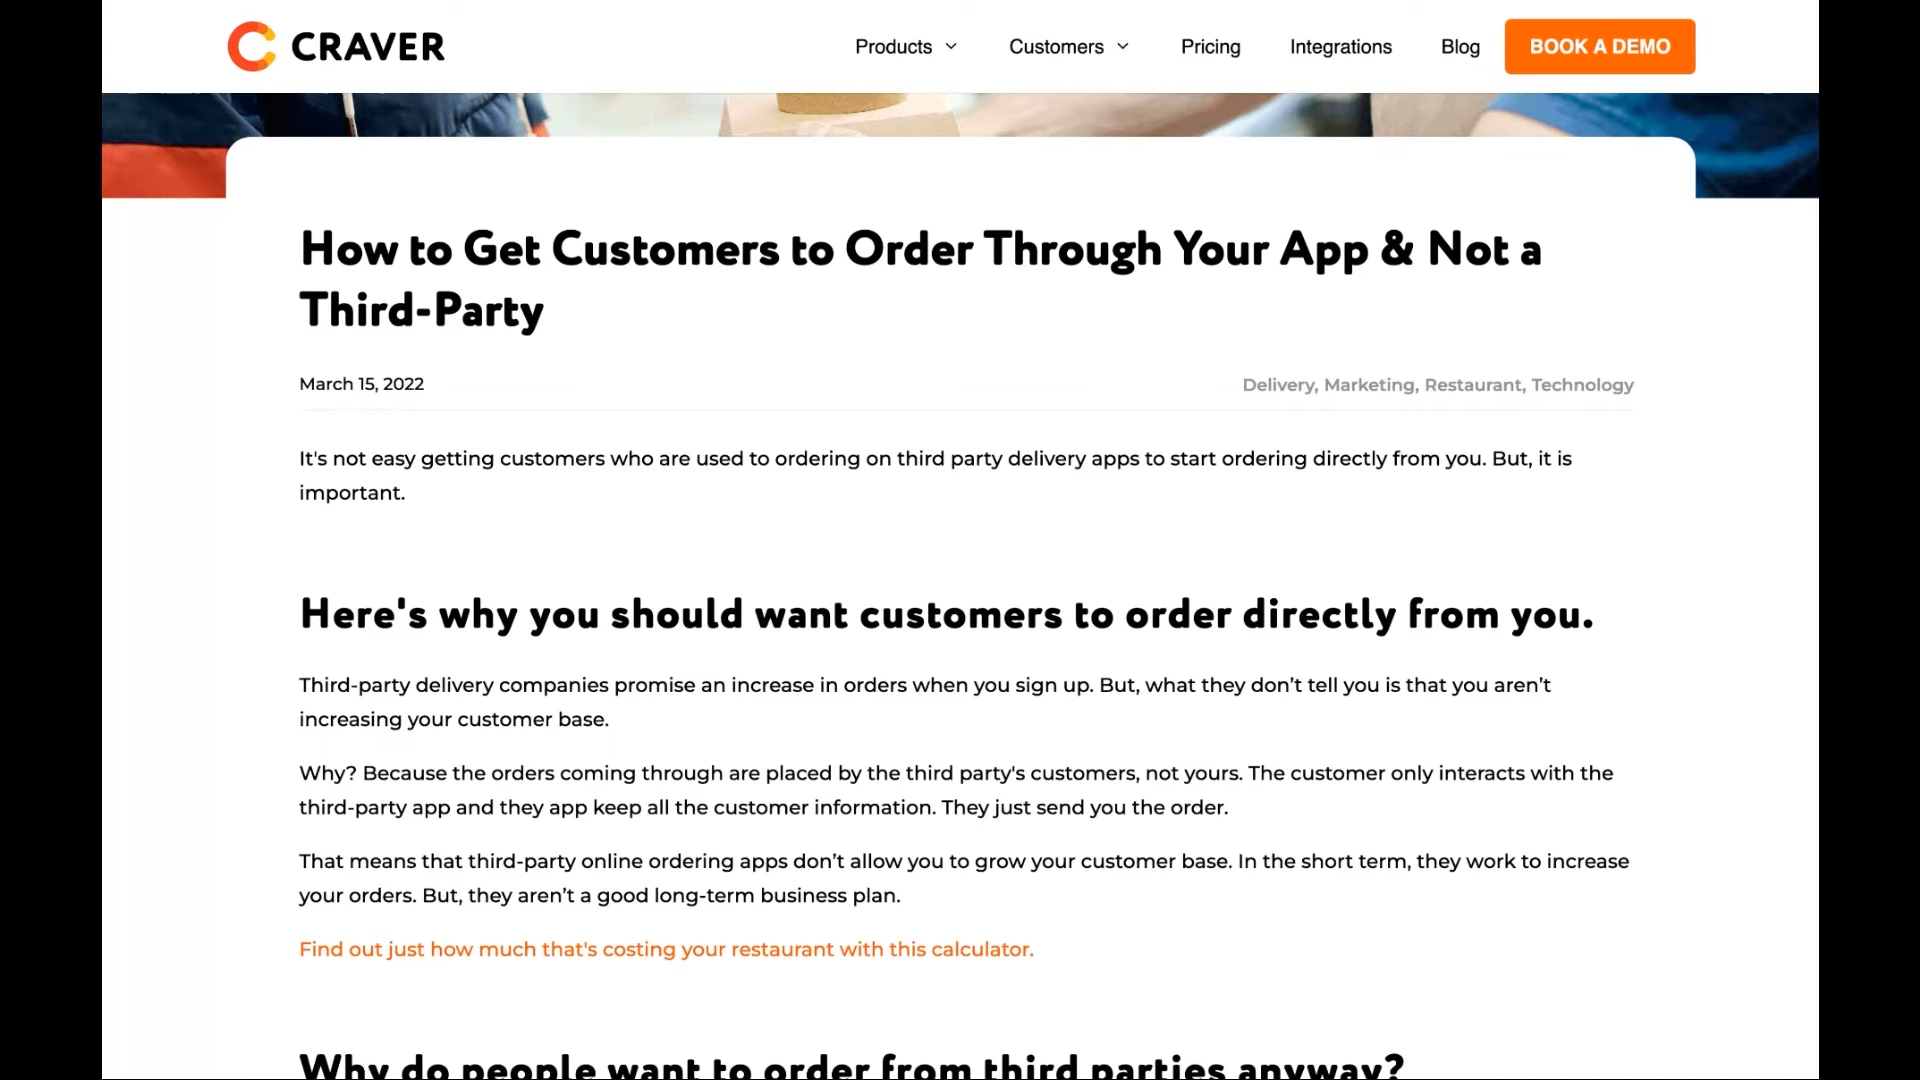 CRAVER
Products
Customers
Pricing
Integrations
Blog
BOOK A DEMO
How to Get Customers to Order Through Your App & Not a
Third-Party
March 15, 2022
Delivery, Marketing, Restaurant, Technology
It's not easy getting customers who are used to ordering on third party delivery apps to start ordering directly from you. But, it is
important.
Here's why you should want customers to order directly from you.
Third-party delivery companies promise an increase in orders when you sign up. But, what they don’t tell you is that you aren’t
increasing your customer base.
Why? Because the orders coming through are placed by the third party's customers, not yours. The customer only interacts with the
third-party app and they app keep all the customer information. They just send you the order.
That means that third-party online ordering apps don’t allow you to grow your customer base. In the short term, they work to increase
your orders. But, they aren’t a good long-term business plan.
Find out just how much that's costing your restaurant with this calculator.
Why do people want to order from third parties anyway?